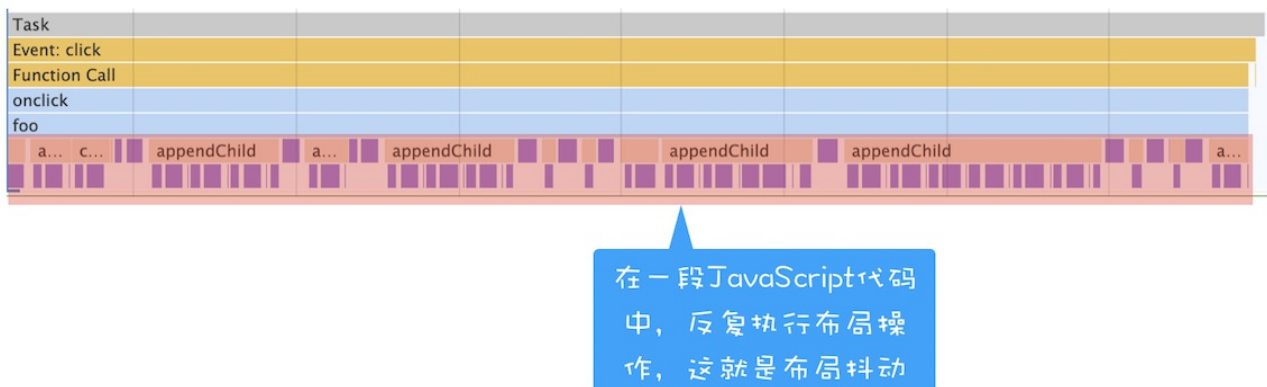 Task
Event: click
Function Call
onclick
foo
a... c... appendChild a... appendChild appendChild appendChild a...
在一段JavaScript代码
中，反复执行布局操
作，这就是布局抖动